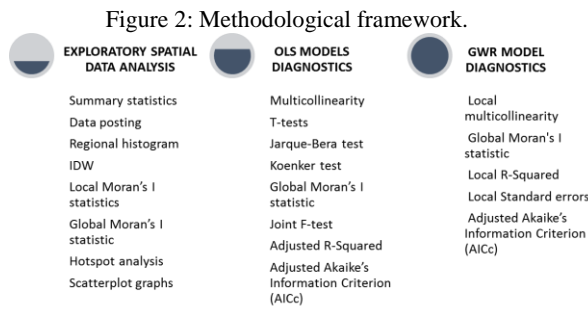 Figure 2: Methodological framework.
EXPLORATORY SPATIAL
DATA ANALYSIS
Summary statistics
Data posting
Regional histogram
IDW
Local Moran's I
statistics
Global Moran's I
statistic
Hotspot analysis
Scatterplot graphs
OLS MODELS
DIAGNOSTICS
Multicollinearity
T-tests
Jarque-Bera test
Koenker test
Global Moran's I
statistic
Joint F-test
Adjusted R-Squared
Adjusted Akaike's
Information Criterion
(AICc)
GWR MODEL
DIAGNOSTICS
Local
multicollinearity
Global Moran's I
statistic
Local R-Squared
Local Standard errors
Adjusted Akaike's
Information Criterion
(AICc)